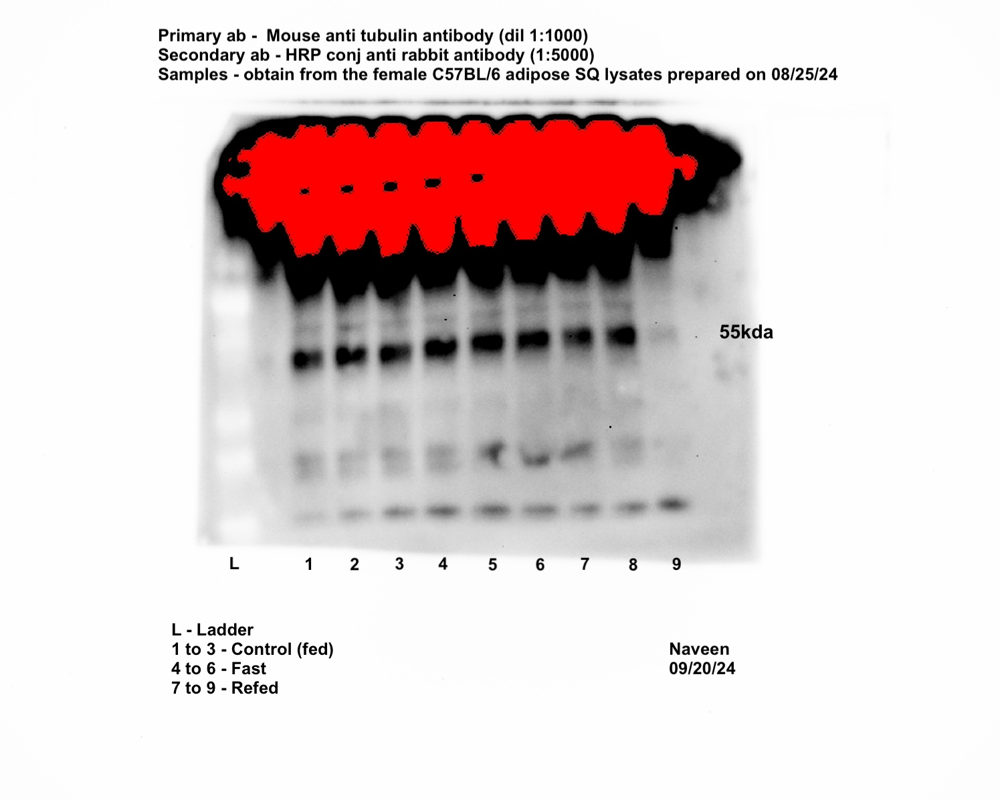 Primary ab -  Mouse anti tubulin antibody (dil 1:1000)
Secondary ab - HRP conj anti rabbit antibody (1:5000)
Samples - obtain from the female C57BL/6 adipose SQ lysates prepared on 08/25/24
55kda
L 1 2 3 4 5 6 7 8 9
L - Ladder
1 to 3 - Control (fed)
4 to 6 - Fast
7 to 9 - Refed
Naveen
09/20/24